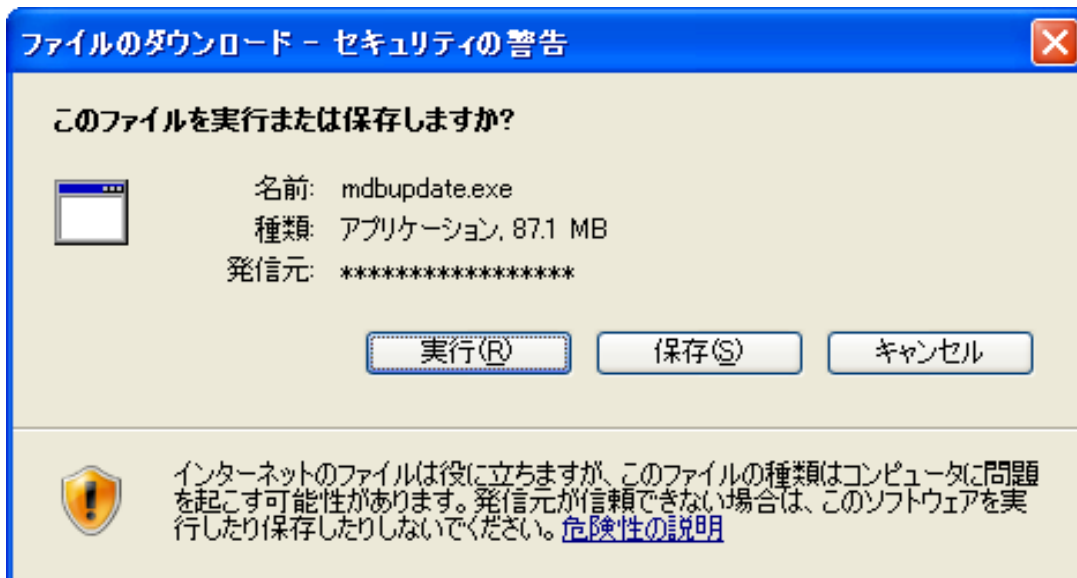 ファイルのダウンロード - セキュリティの警告
このファイルを実行または保存しますか?
名前: mdbupdate.exe
種類: アプリケーション, 87.1 MB
発信元: *****************
実行(R)
保存(S)
キャンセル
インターネットのファイルは役に立ちますが、このファイルの種類はコンピュータに問題
を起こす可能性があります。発信元が信頼できない場合は、このソフトウェアを実
行したり保存したりしないでください。危険性の説明